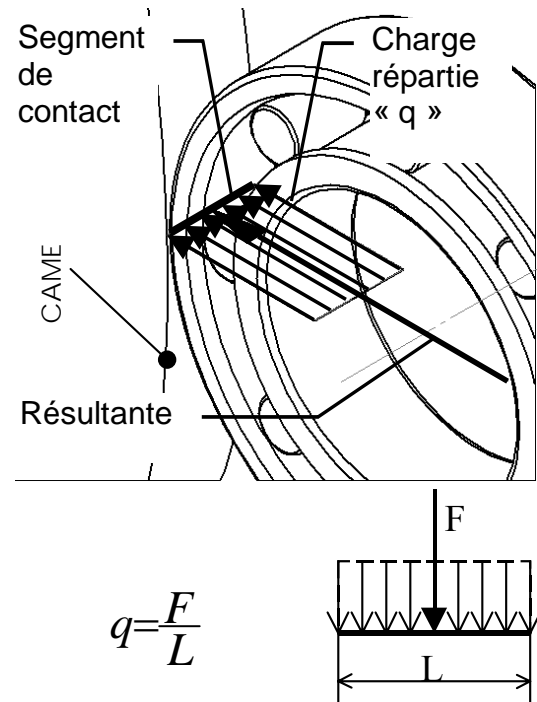 Segment
de
contact
Charge
répartie
« q »
CAME
Résultante
F
q=F/L
L